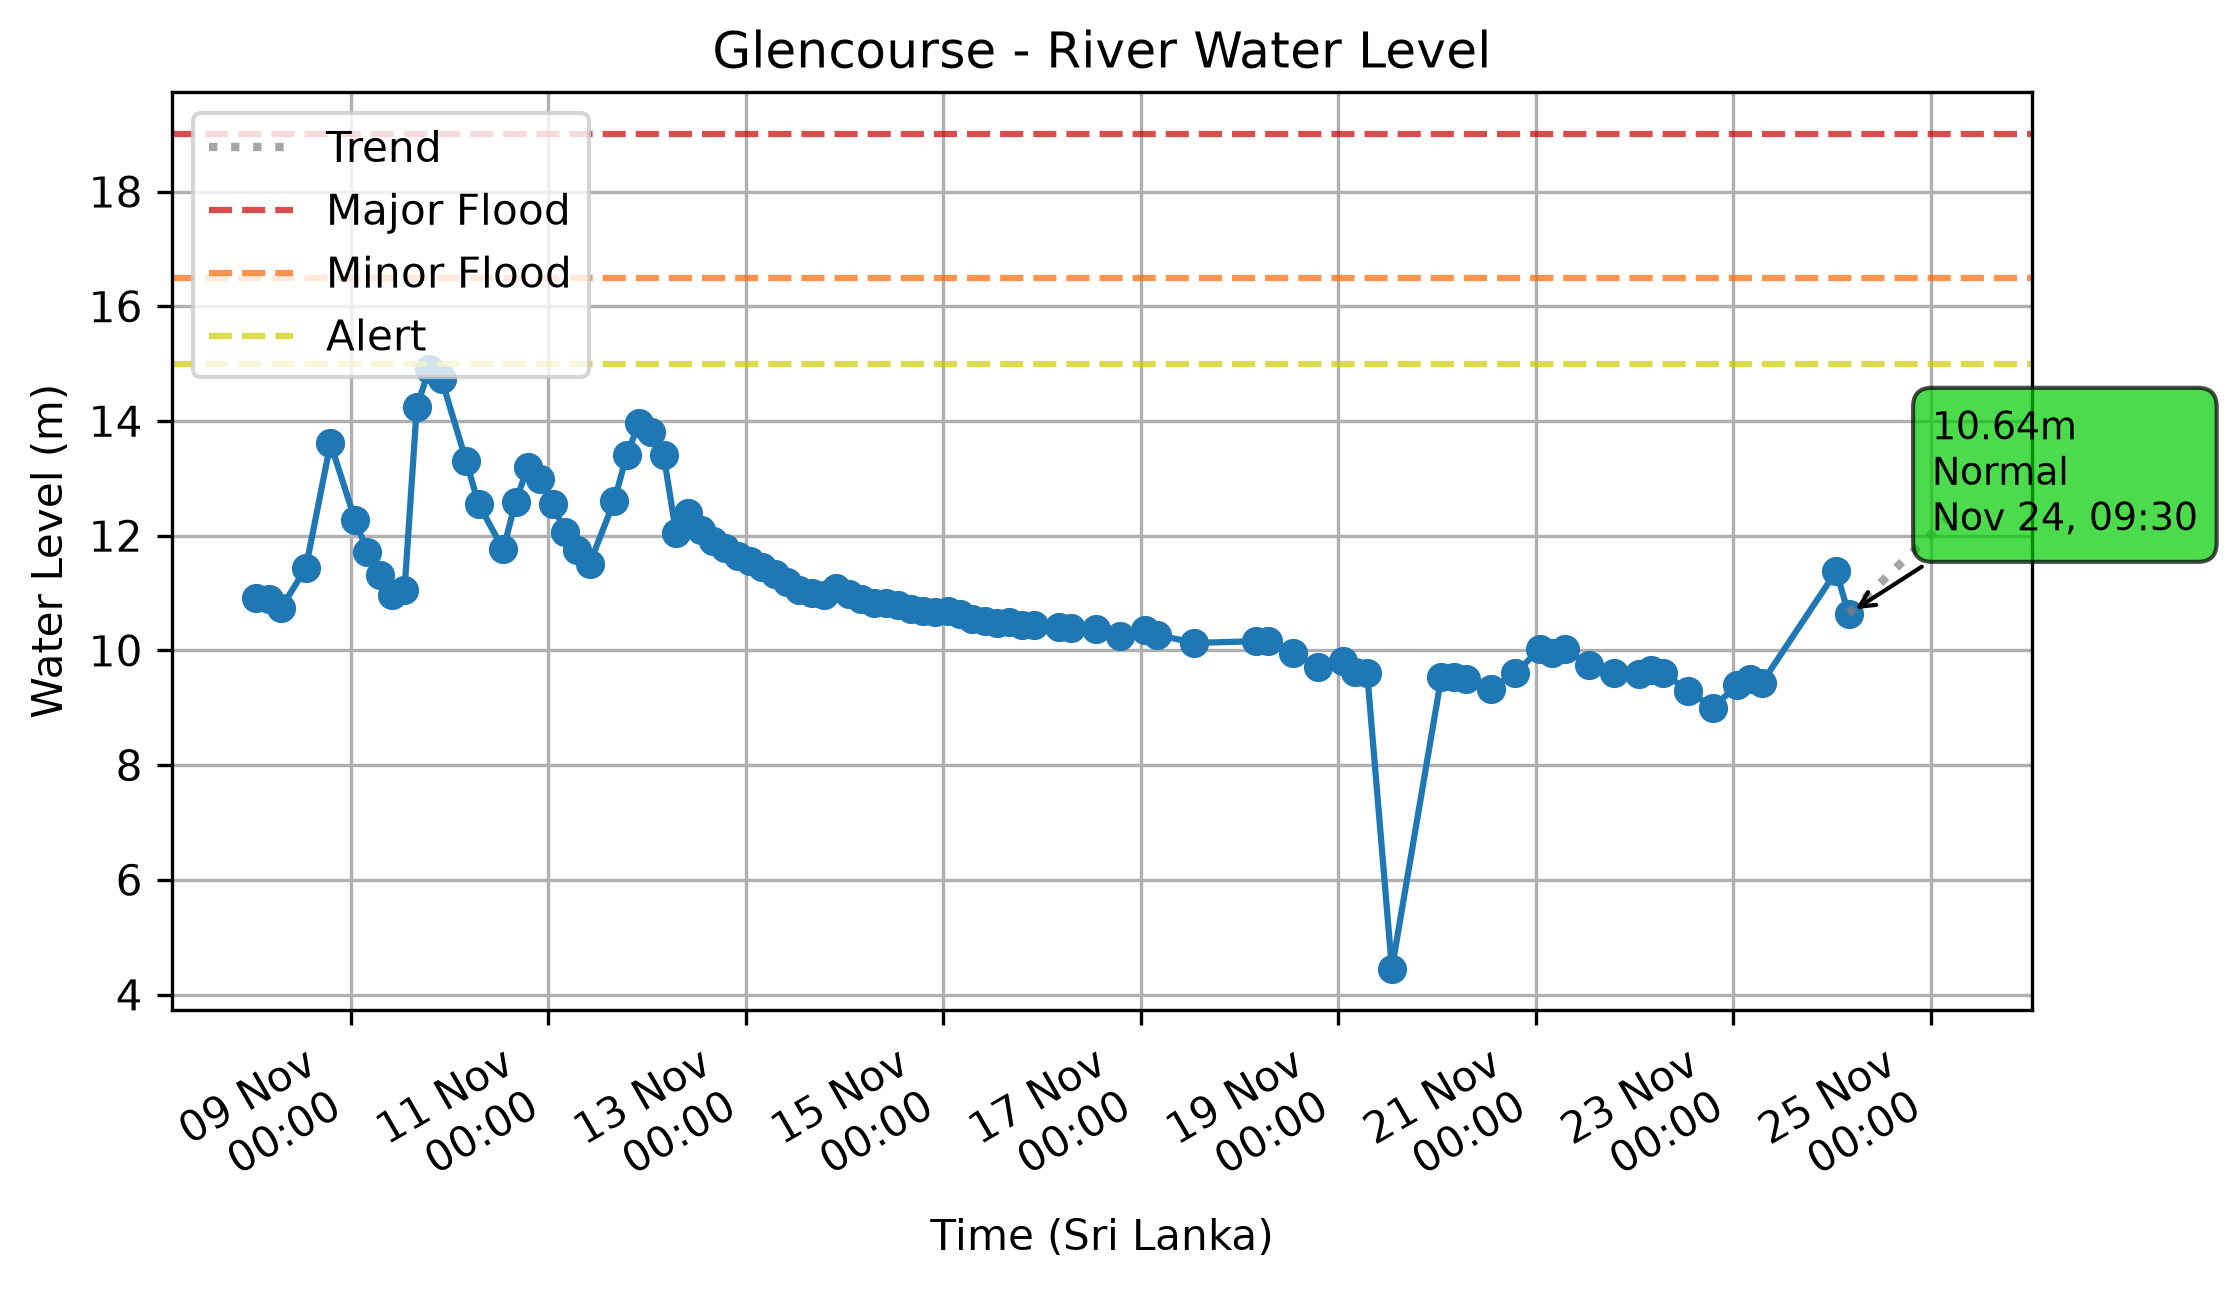 Glencourse - River Water Level
Trend
Major Flood
Minor Flood
Alert
18
16
14
12
10
8
6
4
Water Level (m)
10.64m
Normal
Nov 24, 09:30
09 Nov
00:00
11 Nov
00:00
13 Nov
00:00
15 Nov
00:00
17 Nov
00:00
19 Nov
00:00
21 Nov
00:00
23 Nov
00:00
25 Nov
00:00
Time (Sri Lanka)